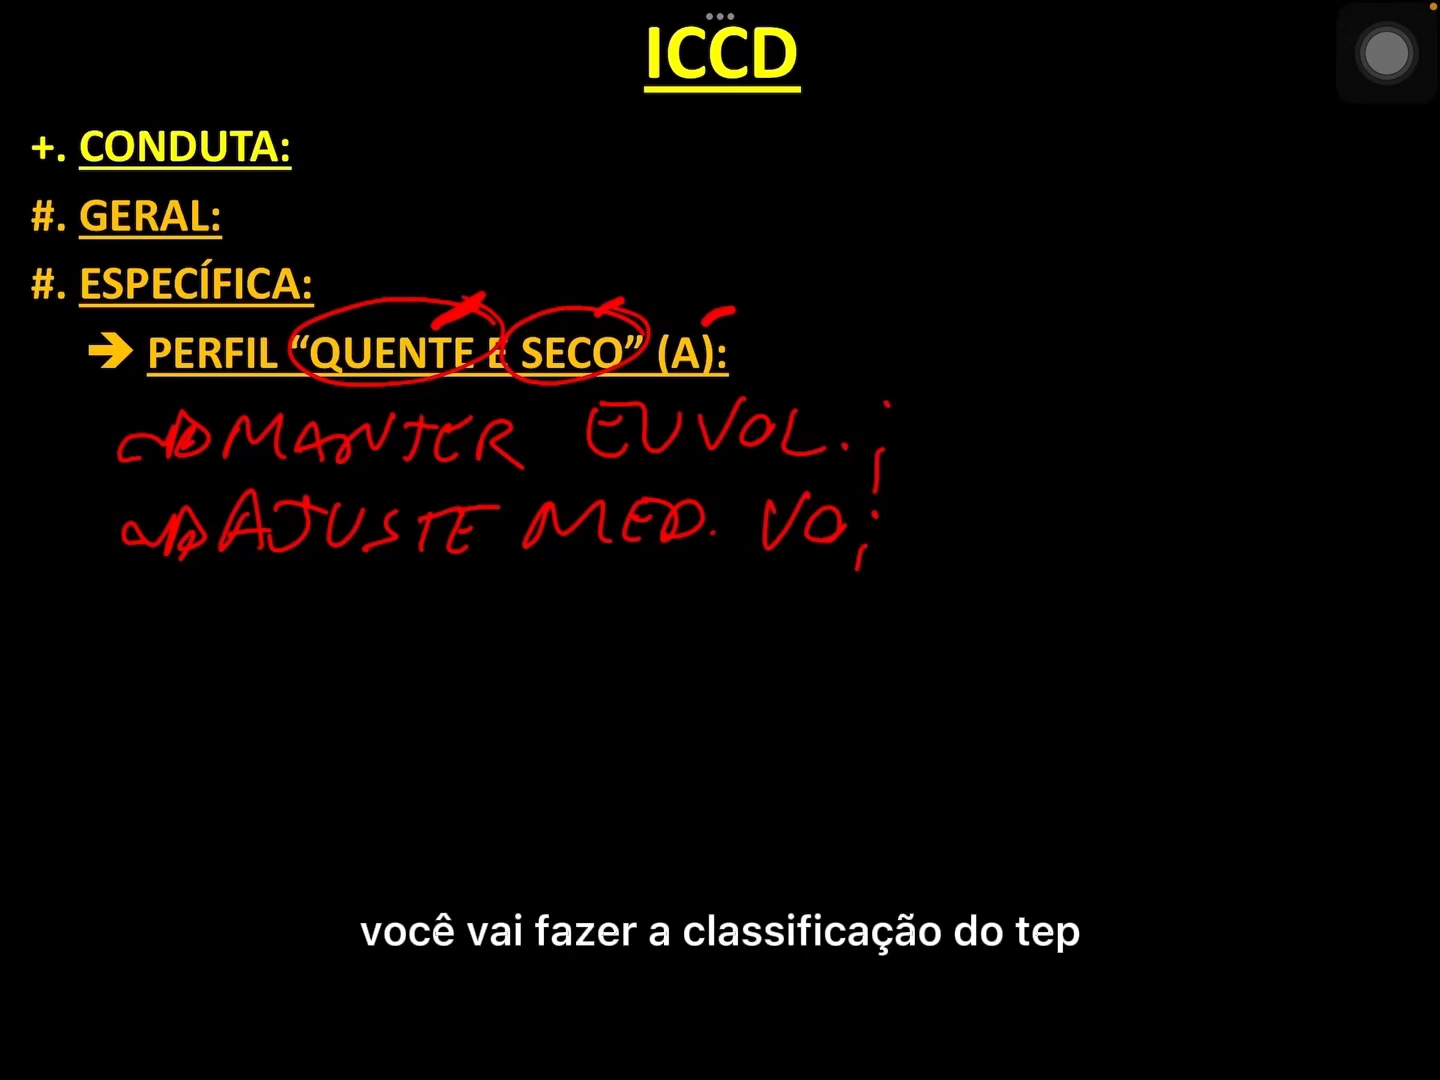 ICCD
+. CONDUTA:
#. GERAL:
#. ESPECÍFICA:
➔ PERFIL “QUENTE E SECO” (A):
MANTER EUVOL. ;
AJUSTE MED. VO;
você vai fazer a classificação do tep